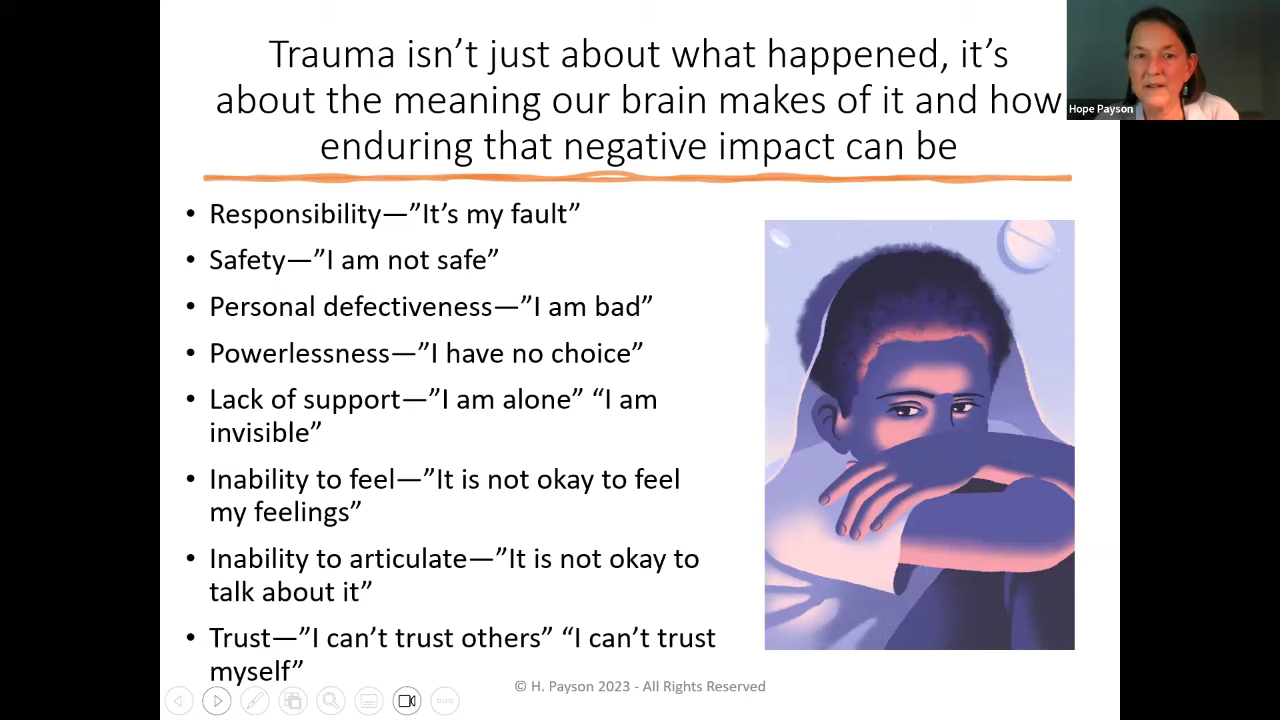 Trauma isn’t just about what happened, it’s
about the meaning our brain makes of it and how
enduring that negative impact can be
Hope Payson
• Responsibility—”It’s my fault”
• Safety—”I am not safe”
• Personal defectiveness—”I am bad”
• Powerlessness—”I have no choice”
• Lack of support—”I am alone” “I am
invisible”
• Inability to feel—”It is not okay to feel
my feelings”
• Inability to articulate—”It is not okay to
talk about it”
• Trust—”I can’t trust others” “I can’t trust
myself”
© H. Payson 2023 - All Rights Reserved